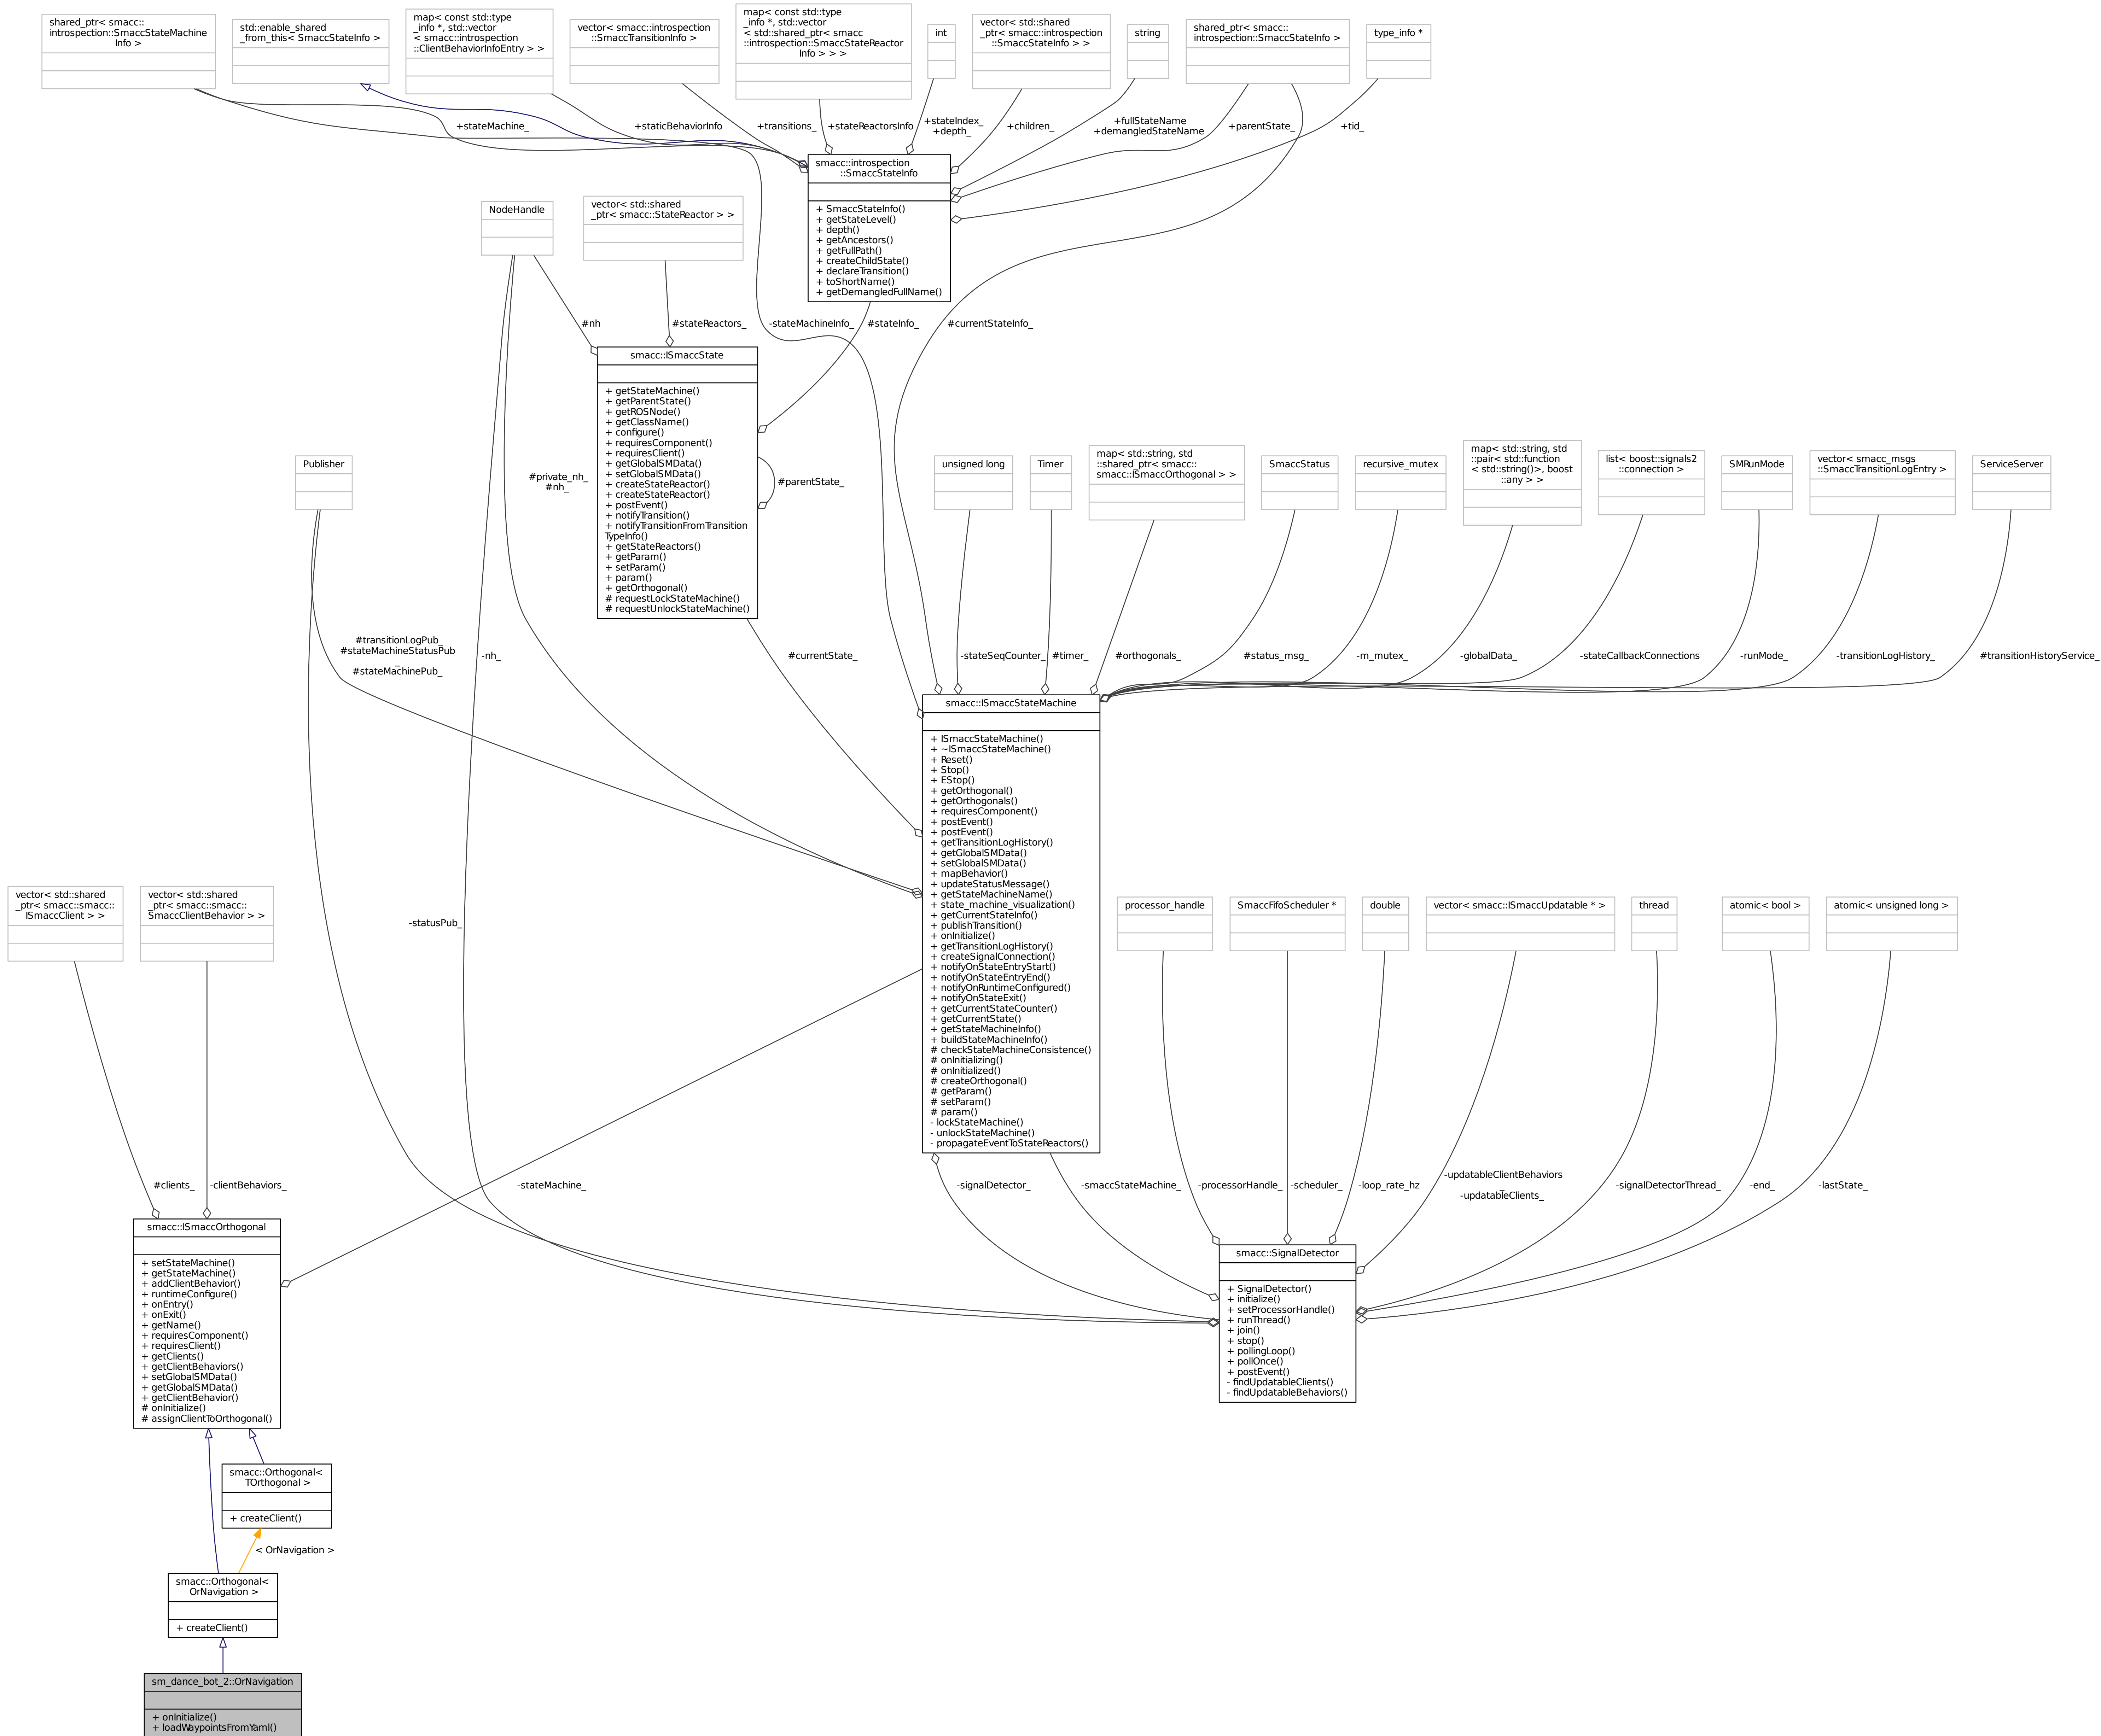 shared_ptr< smacc::
introspection::SmaccStateMachine
Info >
std::enable_shared
_from_this< SmaccStateInfo >
map< const std::type
_info *, std::vector
< smacc::introspection
::ClientBehaviorInfoEntry > >
vector< smacc::introspection
::SmaccTransitionInfo >
map< const std::type
_info *, std::vector
< std::shared_ptr< smacc
::introspection::SmaccStateReactor
Info > > >
int
vector< std::shared
_ptr< smacc::introspection
::SmaccStateInfo > >
string
shared_ptr< smacc::
introspection::SmaccStateInfo >
type_info *
+stateMachine_
+staticBehaviorInfo
+transitions_
+stateReactorsInfo
+stateIndex_
+depth_
+children_
+fullStateName
+demangledStateName
+parentState_
+tid_
smacc::introspection
::SmaccStateInfo
+ SmaccStateInfo()
+ getStateLevel()
+ depth()
+ getAncestors()
+ getFullPath()
+ createChildState()
+ declareTransition()
+ toShortName()
+ getDemangledFullName()
NodeHandle
vector< std::shared
_ptr< smacc::StateReactor > >
#nh
#stateReactors_
-stateMachineInfo_
#stateInfo_
#currentStateInfo_
smacc::ISmaccState
+ getStateMachine()
+ getParentState()
+ getROSNode()
+ getClassName()
+ configure()
+ requiresComponent()
+ requiresClient()
+ getGlobalSMData()
+ setGlobalSMData()
+ createStateReactor()
+ createStateReactor()
+ postEvent()
+ notifyTransition()
+ notifyTransitionFromTransition
TypeInfo()
+ getStateReactors()
+ getParam()
+ setParam()
+ param()
+ getOrthogonal()
# requestLockStateMachine()
# requestUnlockStateMachine()
#parentState_
#private_nh_
#nh_
Publisher
unsigned long
Timer
map< std::string, std
::shared_ptr< smacc::
smacc::ISmaccOrthogonal > >
SmaccStatus
recursive_mutex
map< std::string, std
::pair< std::function
< std::string()>, boost
::any > >
list< boost::signals2
::connection >
SMRunMode
vector< smacc_msgs
::SmaccTransitionLogEntry >
ServiceServer
#transitionLogPub_
#stateMachineStatusPub
_
#stateMachinePub_
-nh_
#currentState_
-stateSeqCounter_
#timer_
#orthogonals_
#status_msg_
-m_mutex_
-globalData_
-stateCallbackConnections
-runMode_
-transitionLogHistory_
#transitionHistoryService_
smacc::ISmaccStateMachine
+ ISmaccStateMachine()
+ ~ISmaccStateMachine()
+ Reset()
+ Stop()
+ EStop()
+ getOrthogonal()
+ getOrthogonals()
+ requiresComponent()
+ postEvent()
+ postEvent()
+ getTransitionLogHistory()
+ getGlobalSMData()
+ setGlobalSMData()
+ mapBehavior()
+ updateStatusMessage()
+ getStateMachineName()
+ state_machine_visualization()
+ getCurrentStateInfo()
+ publishTransition()
+ onInitialize()
+ getTransitionLogHistory()
+ createSignalConnection()
+ notifyOnStateEntryStart()
+ notifyOnStateEntryEnd()
+ notifyOnRuntimeConfigured()
+ notifyOnStateExit()
+ getCurrentStateCounter()
+ getCurrentState()
+ getStateMachineInfo()
+ buildStateMachineInfo()
# checkStateMachineConsistence()
# onInitializing()
# onInitialized()
# createOrthogonal()
# getParam()
# setParam()
# param()
- lockStateMachine()
- unlockStateMachine()
- propagateEventToStateReactors()
vector< std::shared
_ptr< smacc::smacc::
ISmaccClient > >
vector< std::shared
_ptr< smacc::smacc::
SmaccClientBehavior > >
-statusPub_
processor_handle
SmaccFifoScheduler *
double
vector< smacc::ISmaccUpdatable * >
thread
atomic< bool >
atomic< unsigned long >
#clients_
-clientBehaviors_
-stateMachine_
-signalDetector_
-smaccStateMachine_
-processorHandle_
-scheduler_
-loop_rate_hz
-updatableClientBehaviors
_
-updatableClients_
-signalDetectorThread_
-end_
-lastState_
smacc::ISmaccOrthogonal
+ setStateMachine()
+ getStateMachine()
+ addClientBehavior()
+ runtimeConfigure()
+ onEntry()
+ onExit()
+ getName()
+ requiresComponent()
+ requiresClient()
+ getClients()
+ getClientBehaviors()
+ setGlobalSMData()
+ getGlobalSMData()
+ getClientBehavior()
# onInitialize()
# assignClientToOrthogonal()
smacc::SignalDetector
+ SignalDetector()
+ initialize()
+ setProcessorHandle()
+ runThread()
+ join()
+ stop()
+ pollingLoop()
+ pollOnce()
+ postEvent()
- findUpdatableClients()
- findUpdatableBehaviors()
smacc::Orthogonal<
TOrthogonal >
+ createClient()
< OrNavigation >
smacc::Orthogonal<
OrNavigation >
+ createClient()
sm_dance_bot_2::OrNavigation
+ onInitialize()
+ loadWaypointsFromYaml()